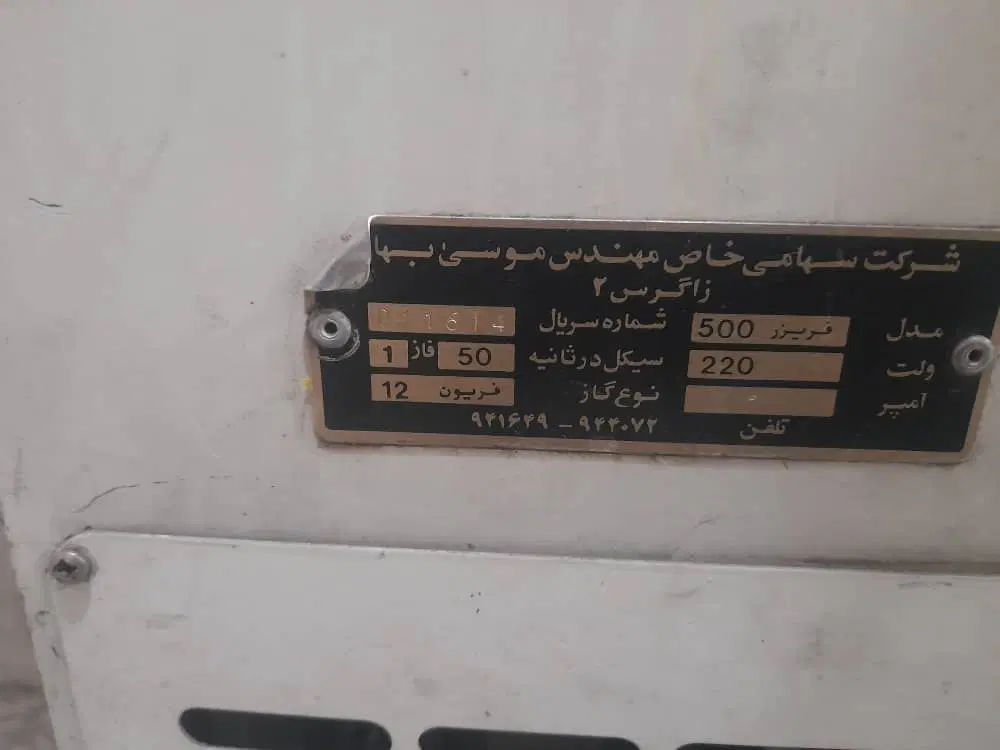 شرکت سهامی خاص مهندس موسیٰ بها
زاگرس ۲
مدل فریزر 500 شماره سریال 1614
ولت 220 سیکل در ثانیه 50 فاز 1
آمپر - نوع گاز فریون 12
تلفن ۹۴۴۰۷۲ - ۹۴۱۶۴۹